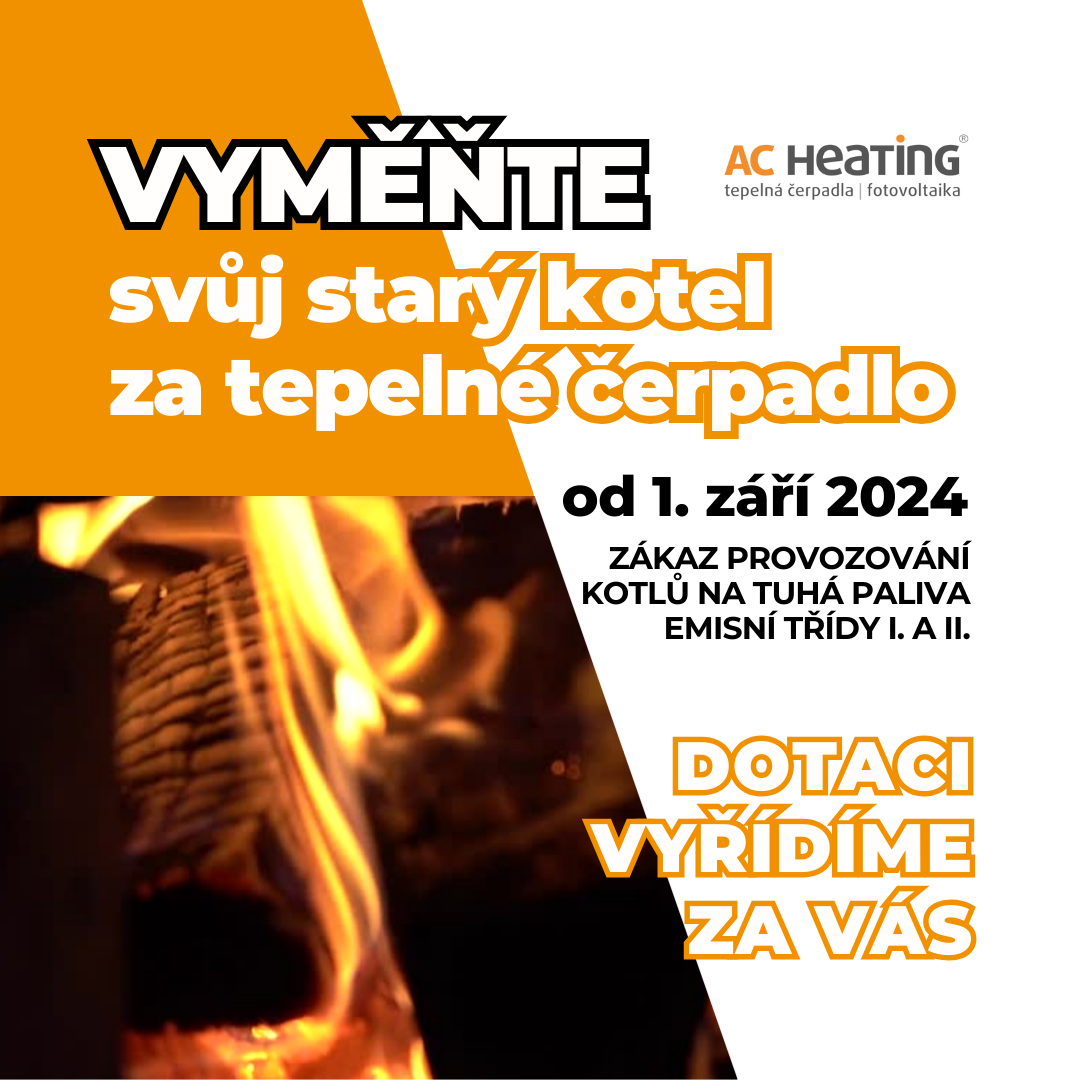 VYMĚŇTE
AC Heating®
tepelná čerpadla | fotovoltaika
svůj starý kotel
za tepelné čerpadlo
od 1. září 2024
ZÁKAZ PROVOZOVÁNÍ
KOTLŮ NA TUHÁ PALIVA
EMISNÍ TŘÍDY I. A II.
DOTACI
VYŘÍDÍME
ZA VÁS